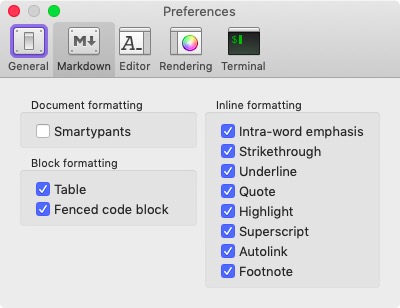 Preferences
M↓
A_
$
General
Markdown
Editor
Rendering
Terminal
Document formatting
Smartypants
Block formatting
Table
Fenced code block
Inline formatting
Intra-word emphasis
Strikethrough
Underline
Quote
Highlight
Superscript
Autolink
Footnote